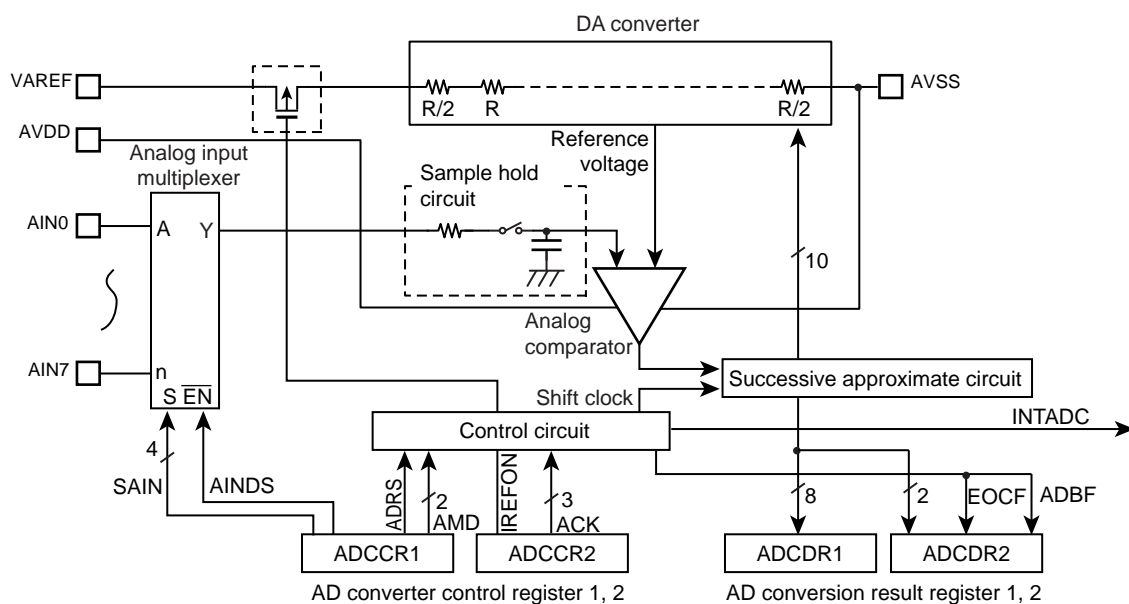 DA converter
VAREF
AVSS
R/2
R
R/2
AVDD
Reference
voltage
Analog input
multiplexer
Sample hold
circuit
AIN0
A
Y
10
Analog
comparator
AIN7
n
S
EN
Successive approximate circuit
Shift clock
INTADC
Control circuit
4
SAIN
AINDS
ADRS
2
AMD
IREFON
3
ACK
8
2
EOCF
ADBF
ADCCR1
ADCCR2
ADCDR1
ADCDR2
AD converter control register 1, 2
AD conversion result register 1, 2